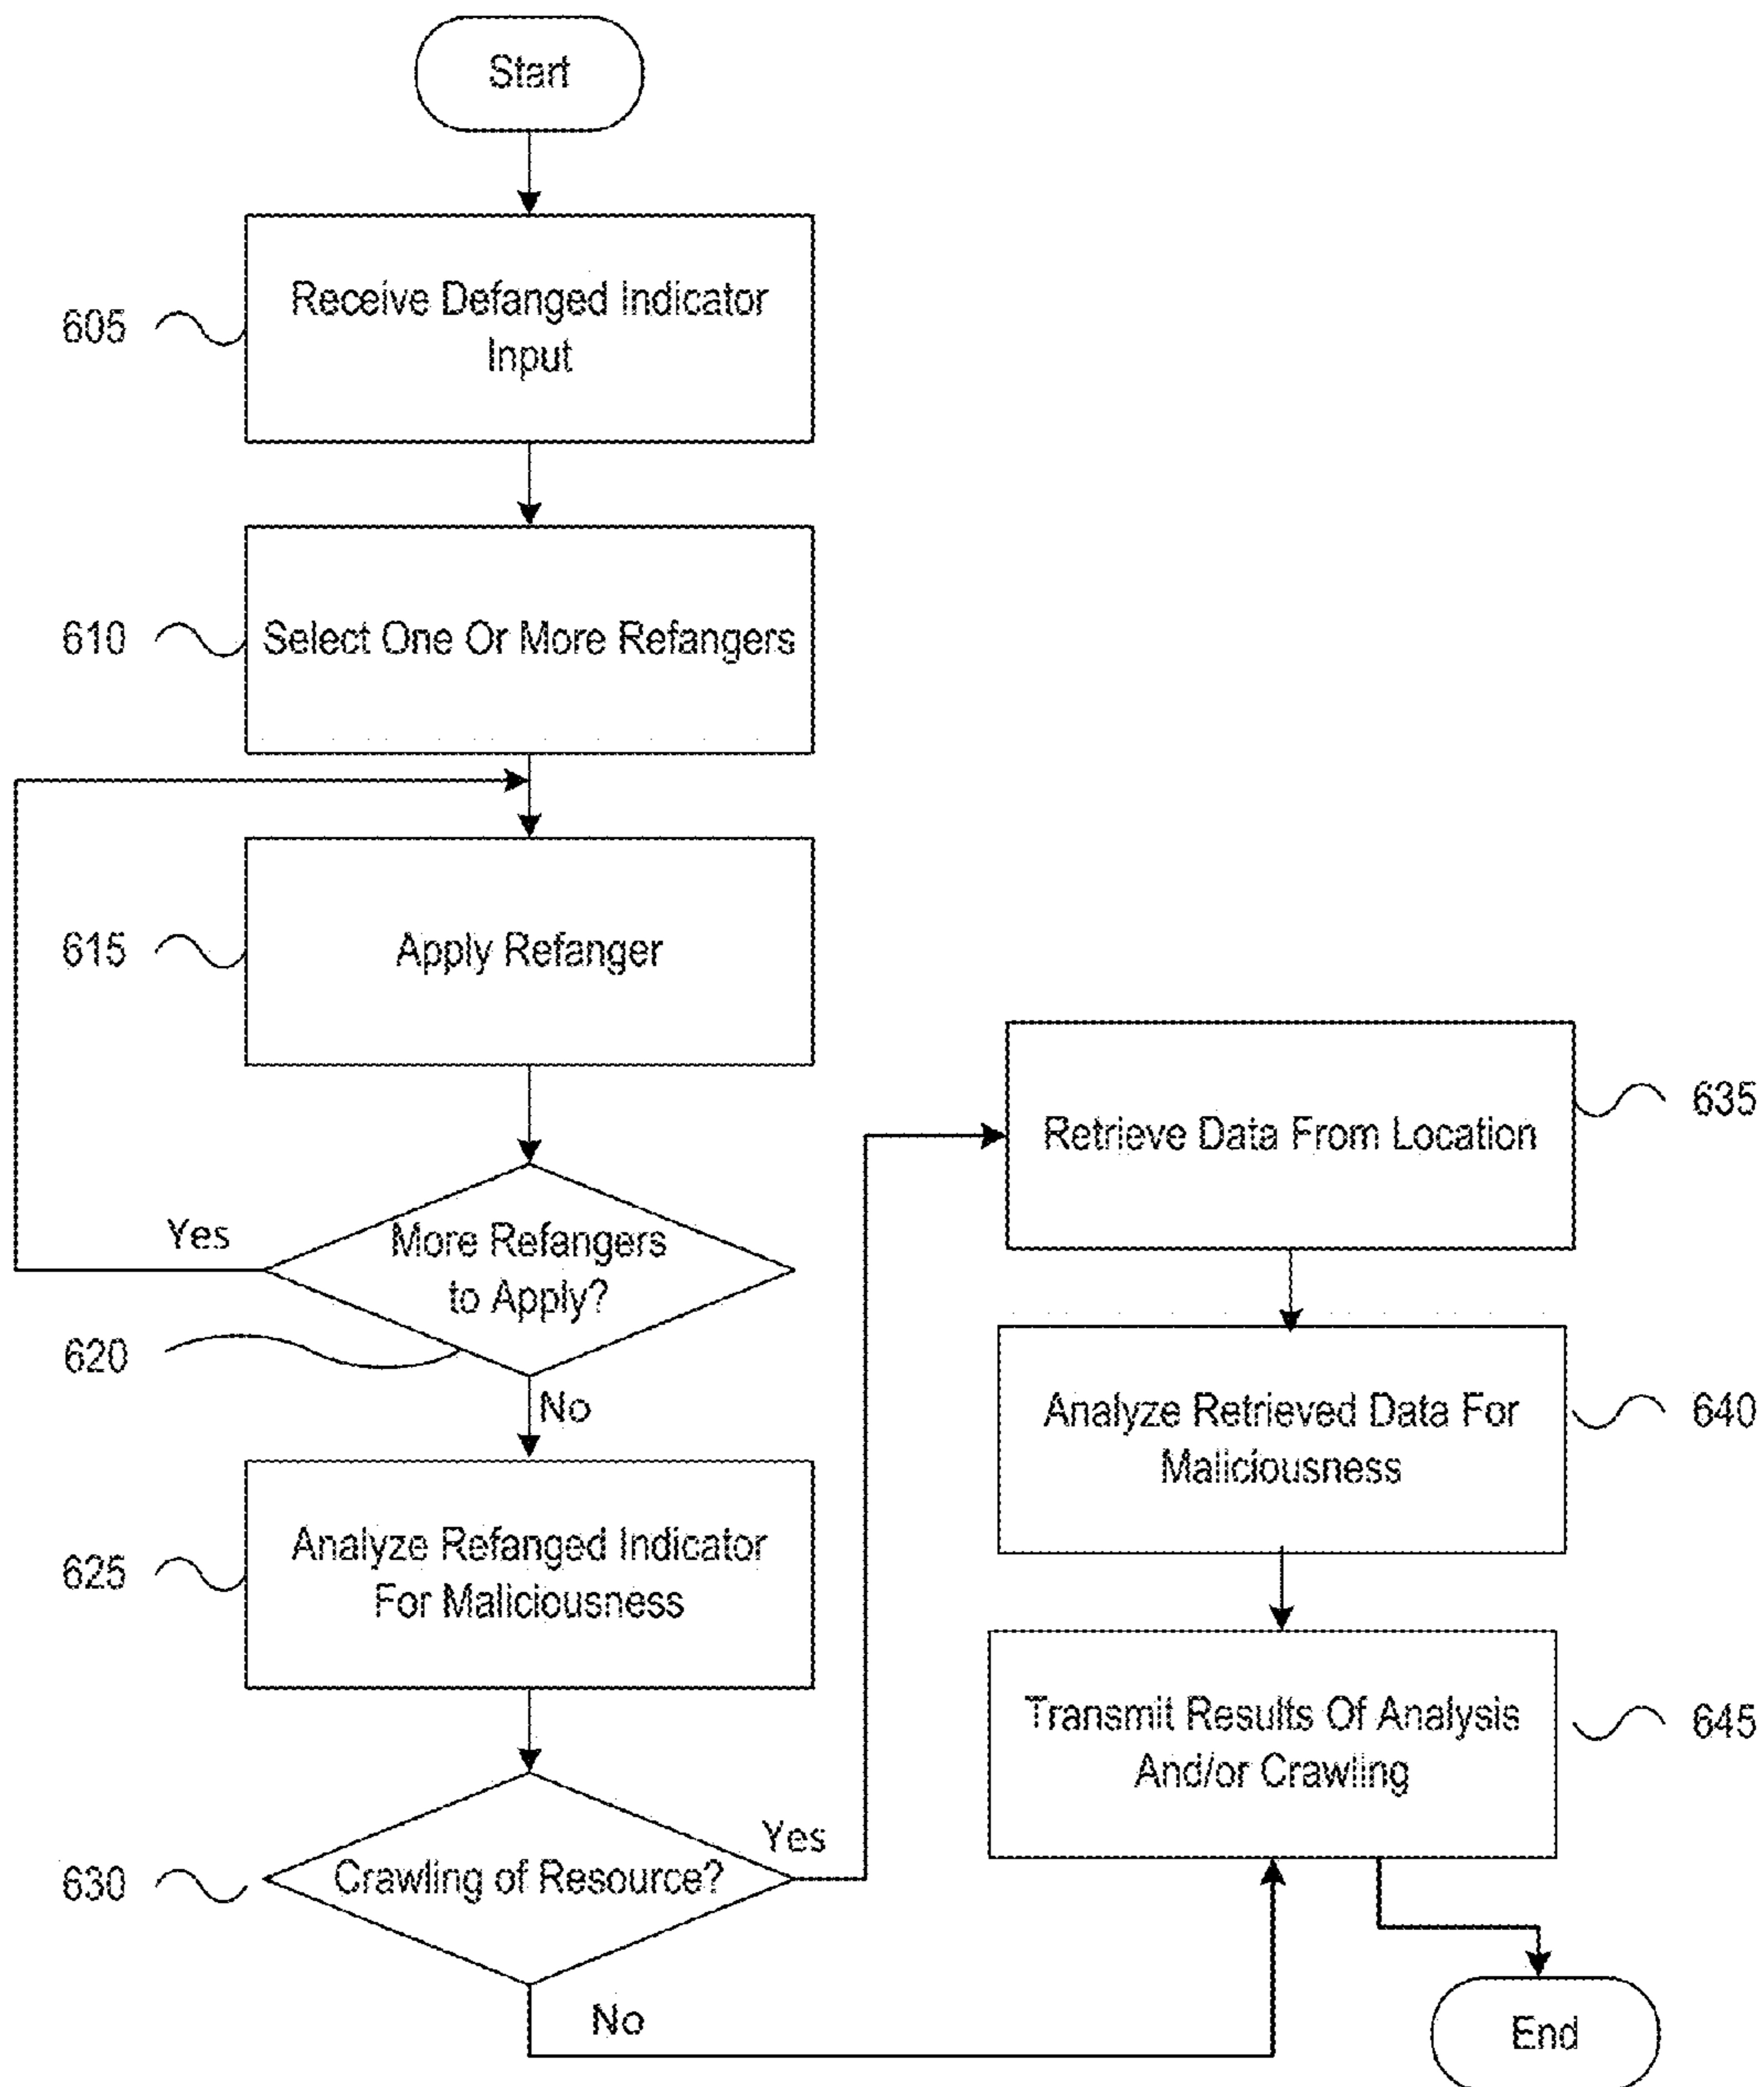 Start
605
Receive Defanged Indicator
Input
610
Select One Or More Refangers
615
Apply Refanger
More Refangers
to Apply?
Yes
620
No
625
Analyze Refanged Indicator
For Maliciousness
630
Crawling of Resource?
Yes
No
Retrieve Data From Location
635
Analyze Retrieved Data For
Maliciousness
640
Transmit Results Of Analysis
And/or Crawling
645
End